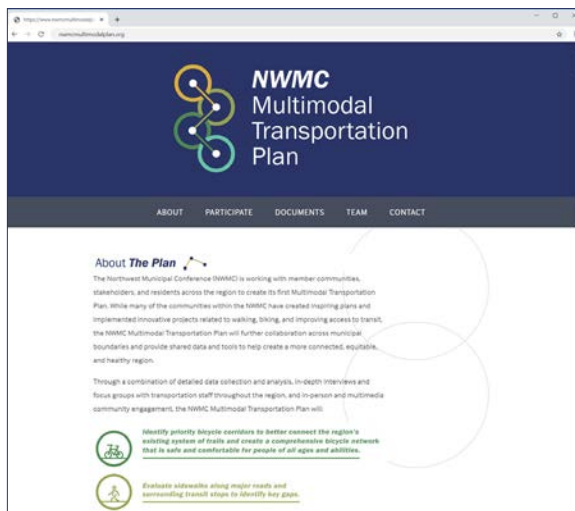 https://www.nwmcmultimodalpl
nwmcmultimodalplan.org
NWMC
Multimodal
Transportation
Plan
ABOUT PARTICIPATE DOCUMENTS TEAM CONTACT
About The Plan
The Northwest Municipal Conference (NWMC) is working with member communities,
stakeholders, and residents across the region to create its first Multimodal Transportation
Plan. While many of the communities within the NWMC have created inspiring plans and
implemented innovative projects related to walking, biking, and improving access to transit,
the NWMC Multimodal Transportation Plan will further collaboration across municipal
boundaries and provide shared data and tools to help create a more connected, equitable,
and healthy region.
Through a combination of detailed data collection and analysis, in-depth interviews and
focus groups with transportation staff throughout the region, and in-person and multimedia
community engagement, the NWMC Multimodal Transportation Plan will:
Identify priority bicycle corridors to better connect the region's
existing system of trails and create a comprehensive bicycle network
that is safe and comfortable for people of all ages and abilities.
Evaluate sidewalks along major roads and
surrounding transit stops to identify key gaps.